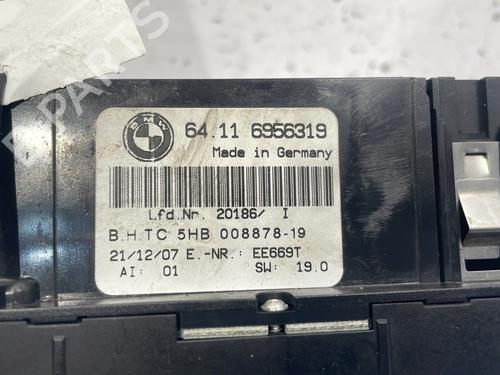 BMW
64.11 6956319
Made in Germany
Lfd.Nr. 20186/ I
B.H.TC 5HB 008878-19
21/12/07 E.-NR.: EE669T
AI: 01 SW: 19.0